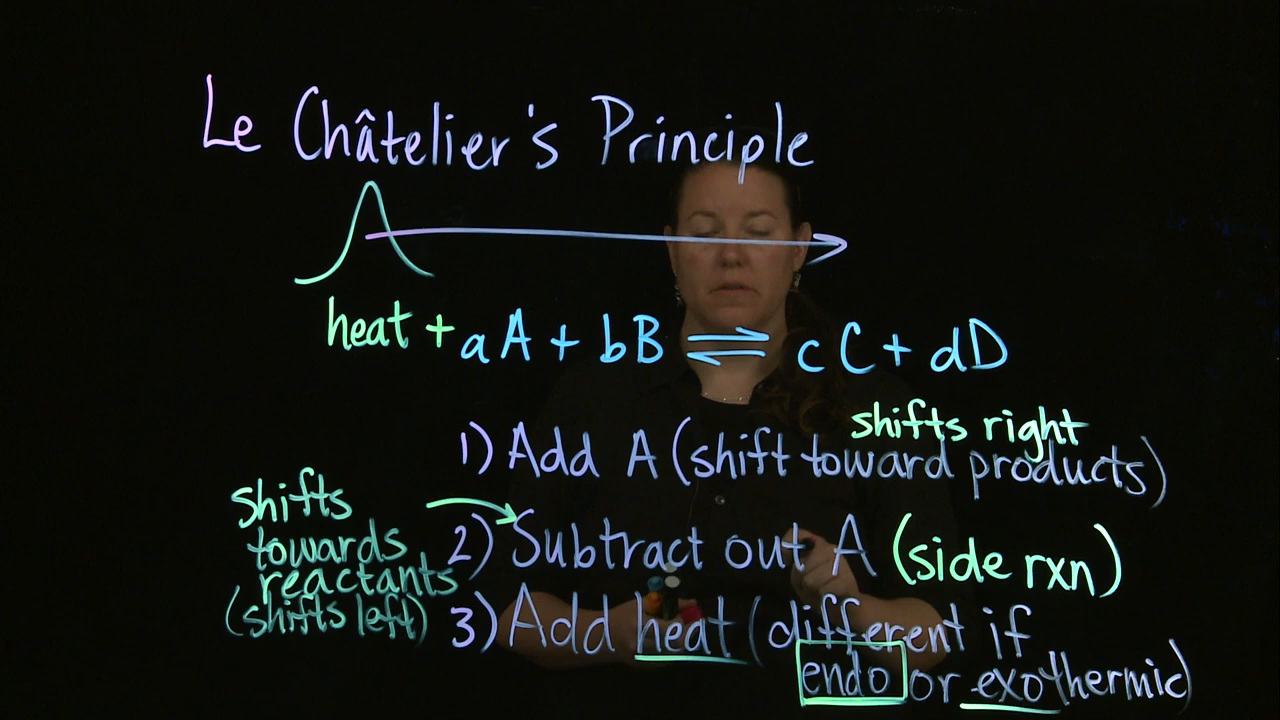 Le Châtelier's Principle
heat + aA + bB ⇌ cC + dD
shifts right
1) Add A (shift toward products)
shifts
towards
reactants
(shifts left)
2) Subtract out A (side rxn)
3) Add heat (different if
endo or exothermic)